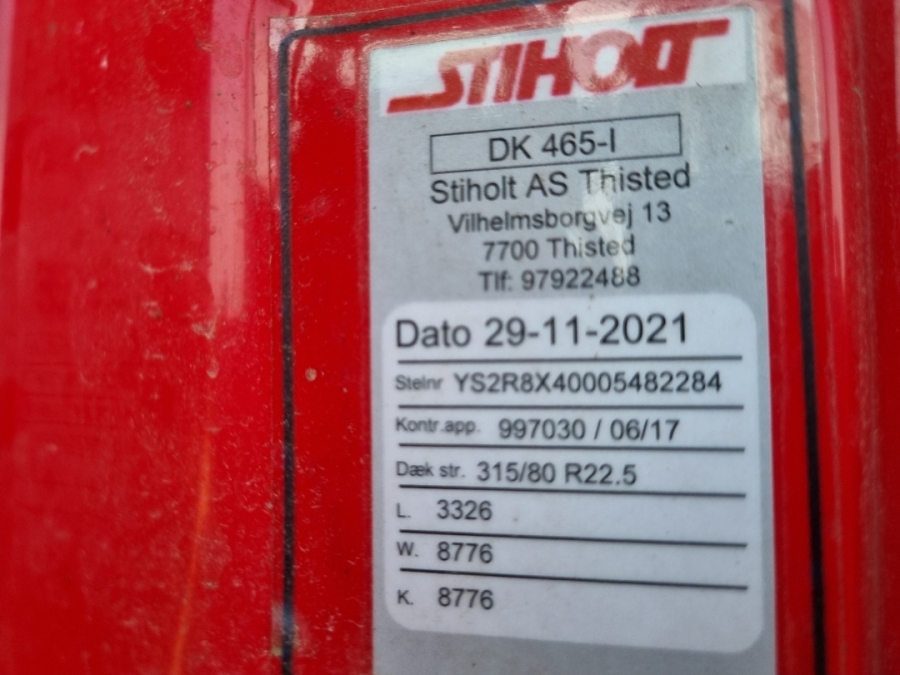 STIHOLT
DK 465-I
Stiholt AS Thisted
Vilhelmsborgvej 13
7700 Thisted
Tlf: 97922488
Dato 29-11-2021
Stelnr YS2R8X40005482284
Kontr.app. 997030 / 06/17
Dæk str. 315/80 R22.5
L. 3326
W. 8776
K. 8776